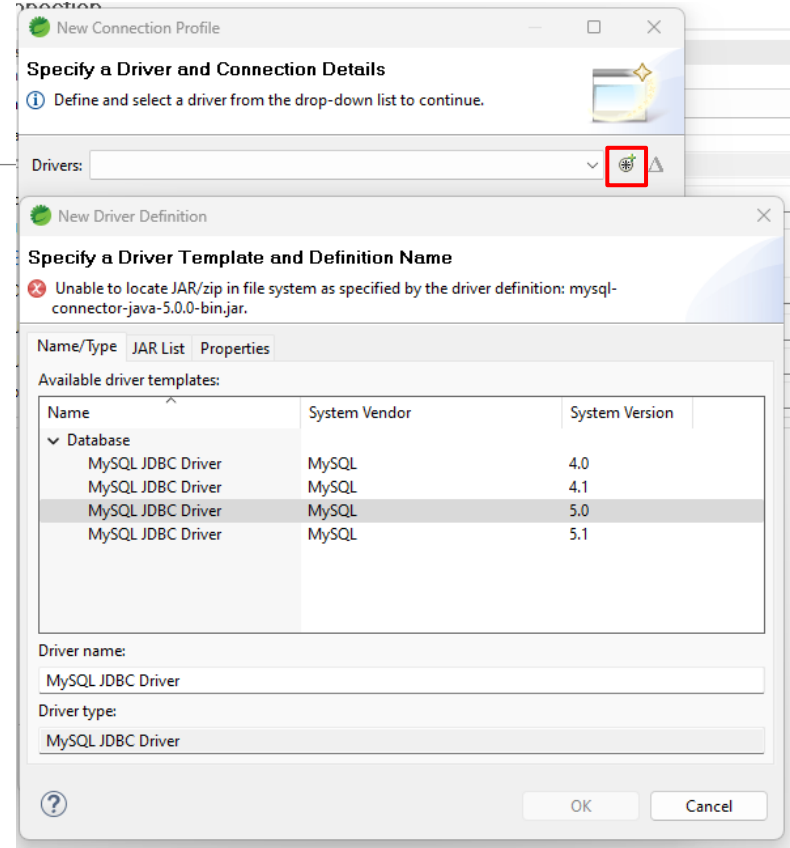 New Connection Profile
Specify a Driver and Connection Details
Define and select a driver from the drop-down list to continue.
Drivers:
New Driver Definition
Specify a Driver Template and Definition Name
Unable to locate JAR/zip in file system as specified by the driver definition: mysql-
connector-java-5.0.0-bin.jar.
Name/Type JAR List Properties
Available driver templates:
Name System Vendor System Version
Database
MySQL JDBC Driver MySQL 4.0
MySQL JDBC Driver MySQL 4.1
MySQL JDBC Driver MySQL 5.0
MySQL JDBC Driver MySQL 5.1
Driver name:
MySQL JDBC Driver
Driver type:
MySQL JDBC Driver
OK Cancel